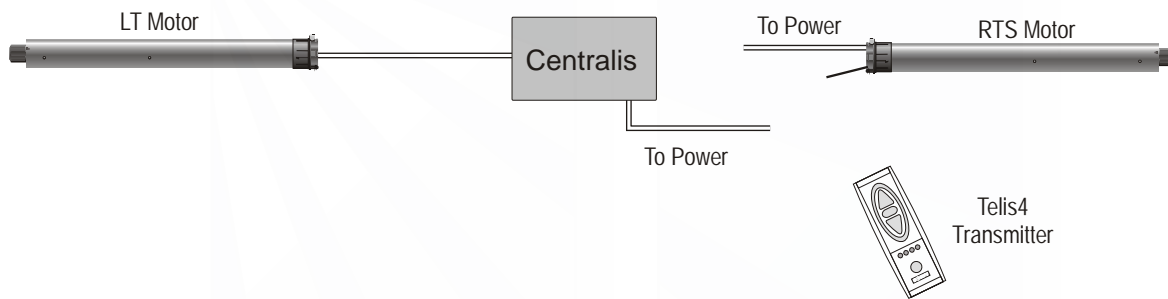 LT Motor
Centralis
To Power
To Power
RTS Motor
Telis4
Transmitter